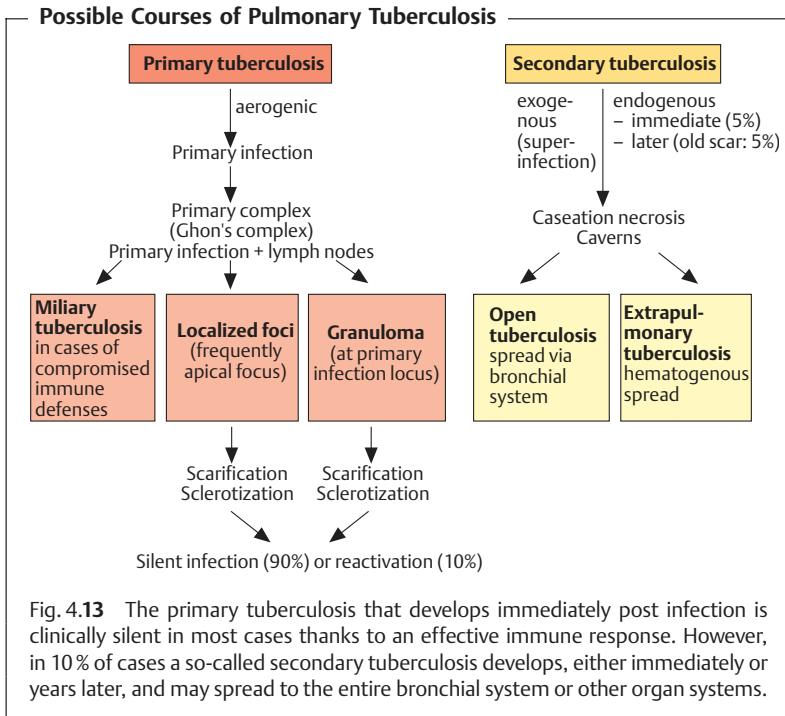 Possible Courses of Pulmonary Tuberculosis
Primary tuberculosis
aerogenic
Primary infection
Primary complex
(Ghon's complex)
Primary infection + lymph nodes
Miliary
tuberculosis
in cases of
compromised
immune
defenses
Localized foci
(frequently
apical focus)
Granuloma
(at primary
infection locus)
Scarification
Sclerotization
Scarification
Sclerotization
Silent infection (90%) or reactivation (10%)
Secondary tuberculosis
exoge-
nous
(super-
infection)
endogenous
– immediate (5%)
– later (old scar: 5%)
Caseation necrosis
Caverns
Open
tuberculosis
spread via
bronchial
system
Extrapul-
monary
tuberculosis
hematogenous
spread
Fig. 4.13 The primary tuberculosis that develops immediately post infection is
clinically silent in most cases thanks to an effective immune response. However,
in 10 % of cases a so-called secondary tuberculosis develops, either immediately or
years later, and may spread to the entire bronchial system or other organ systems.